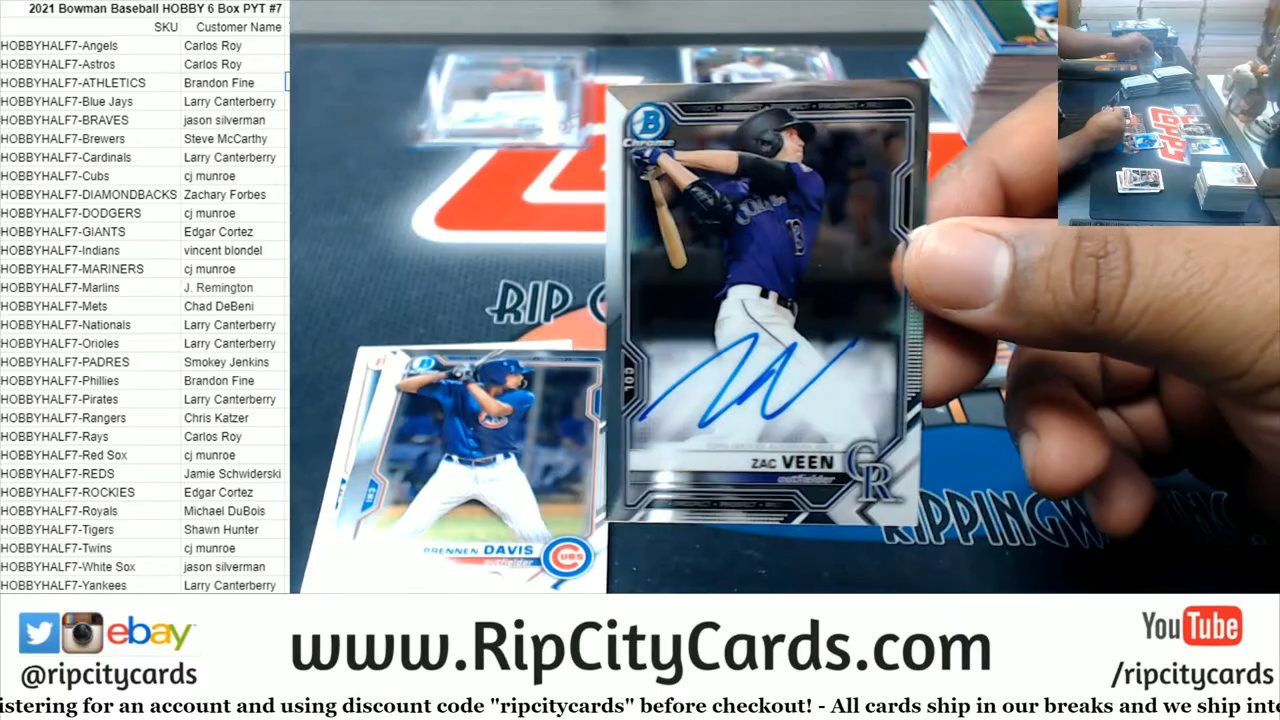 2021 Bowman Baseball HOBBY 6 Box PYT #7
SKU Customer Name
HOBBYHALF7-Angels Carlos Roy
HOBBYHALF7-Astros Carlos Roy
HOBBYHALF7-ATHLETICS Brandon Fine
HOBBYHALF7-Blue Jays Larry Canterberry
HOBBYHALF7-BRAVES jason silverman
HOBBYHALF7-Brewers Steve McCarthy
HOBBYHALF7-Cardinals Larry Canterberry
HOBBYHALF7-Cubs cj munroe
HOBBYHALF7-DIAMONDBACKS Zachary Forbes
HOBBYHALF7-DODGERS cj munroe
HOBBYHALF7-GIANTS Edgar Cortez
HOBBYHALF7-Indians vincent blondel
HOBBYHALF7-MARINERS cj munroe
HOBBYHALF7-Marlins J. Remington
HOBBYHALF7-Mets Chad DeBeni
HOBBYHALF7-Nationals Larry Canterberry
HOBBYHALF7-Orioles Larry Canterberry
HOBBYHALF7-PADRES Smokey Jenkins
HOBBYHALF7-Phillies Brandon Fine
HOBBYHALF7-Pirates Larry Canterberry
HOBBYHALF7-Rangers Chris Katzer
HOBBYHALF7-Rays Carlos Roy
HOBBYHALF7-Red Sox cj munroe
HOBBYHALF7-REDS Jamie Schwiderski
HOBBYHALF7-ROCKIES Edgar Cortez
HOBBYHALF7-Royals Michael DuBois
HOBBYHALF7-Tigers Shawn Hunter
HOBBYHALF7-Twins cj munroe
HOBBYHALF7-White Sox jason silverman
HOBBYHALF7-Yankees Larry Canterberry
B
Chrome
PROSPECT
13
COL
ZAC VEEN
outfielder
CR
RIP
topps
B
CHI
BRENNEN DAVIS
outfielder
CUBS
RIPPINGW
ebay
@ripcitycards
www.RipCityCards.com
YouTube
/ripcitycards
istering for an account and using discount code "ripcitycards" before checkout! - All cards ship in our breaks and we ship inte